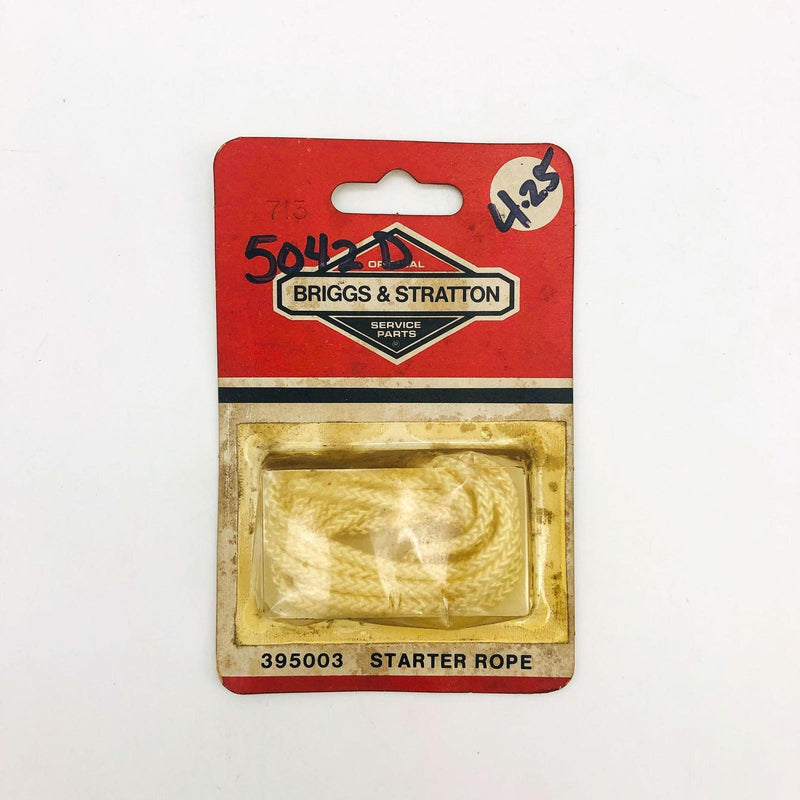 4.25
713
5042 D
ORIGINAL
BRIGGS & STRATTON
SERVICE
PARTS
395003 STARTER ROPE